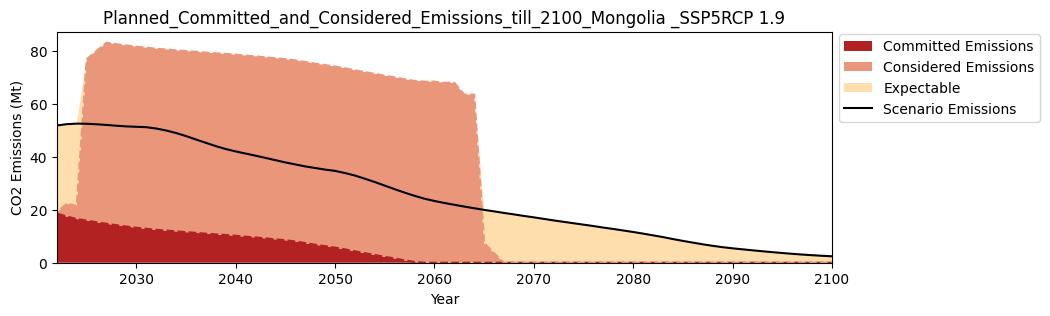 Planned_Committed_and_Considered_Emissions_till_2100_Mongolia _SSP5RCP 1.9
Committed Emissions
Considered Emissions
Expectable
Scenario Emissions
CO2 Emissions (Mt)
80
60
40
20
0
2030
2040
2050
2060
2070
2080
2090
2100
Year